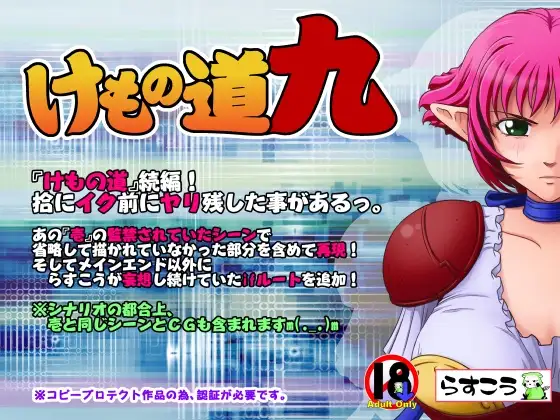 けもの道九
『けもの道』続編！
拾にイク前にヤリ残した事があるっ。
あの『壱』の監禁されていたシーンで
省略して描かれていなかった部分を含めて再現！
そしてメインエンド以外に
らすこうが妄想し続けていたifルートを追加！
※シナリオの都合上、
壱と同じシーンとＣＧも含まれますm(._.)m
※コピープロテクト作品の為、認証が必要です。
18
Adult Only
らすこう